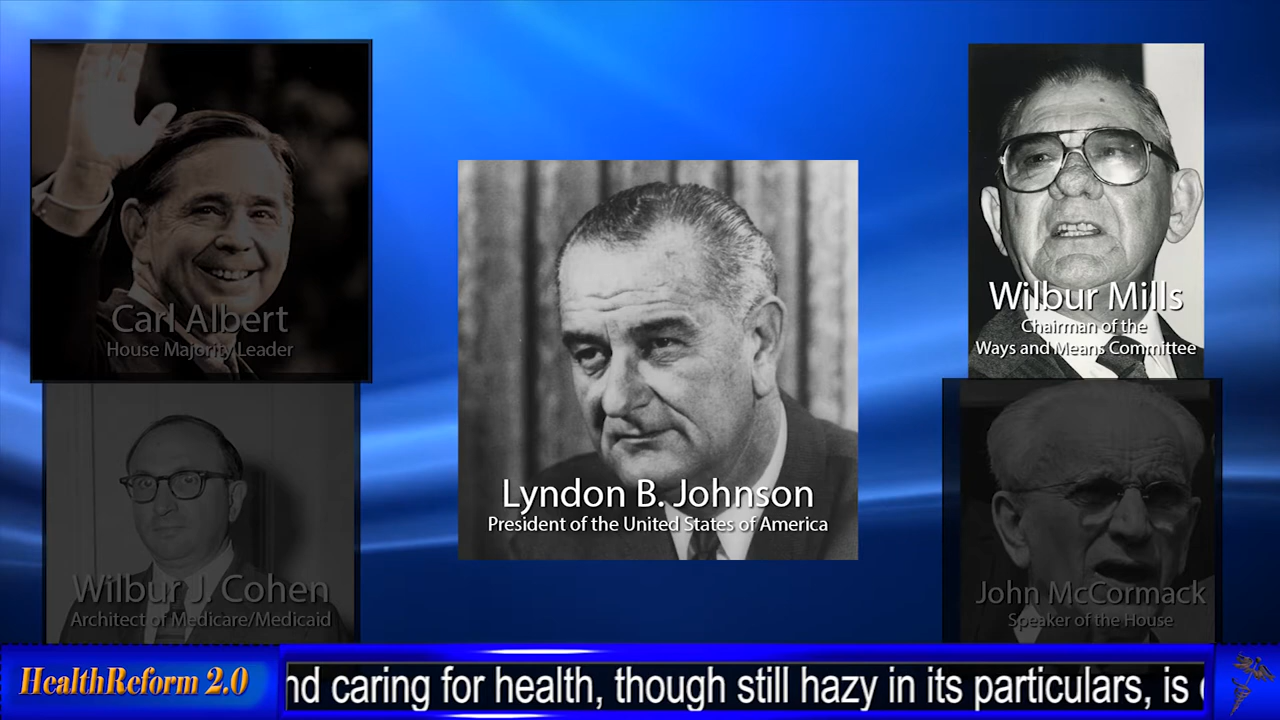 Carl Albert
House Majority Leader
Wilbur Mills
Chairman of the
Ways and Means Committee
Lyndon B. Johnson
President of the United States of America
Wilbur J. Cohen
Architect of Medicare/Medicaid
John McCormack
Speaker of the House
HealthReform 2.0
caring for health, though still hazy in its particulars, is